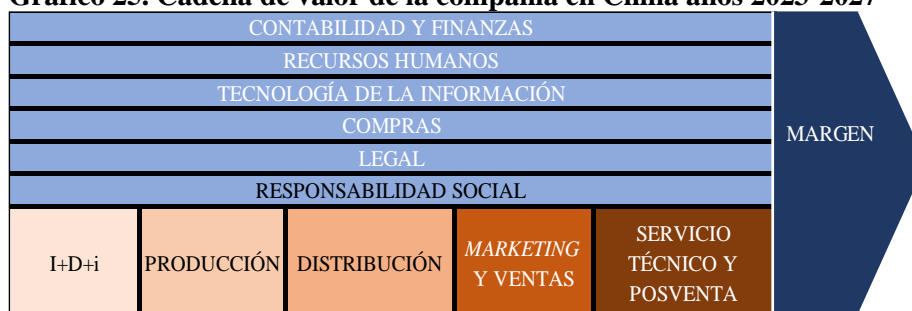 Gráfico 25. Cadena de valor de la compañía en China años 2023-2027
CONTABILIDAD Y FINANZAS
RECURSOS HUMANOS
TECNOLOGÍA DE LA INFORMACIÓN
COMPRAS
LEGAL
RESPONSABILIDAD SOCIAL
MARGEN
I+D+i
PRODUCCIÓN
DISTRIBUCIÓN
MARKETING
Y VENTAS
SERVICIO
TÉCNICO Y
POSVENTA